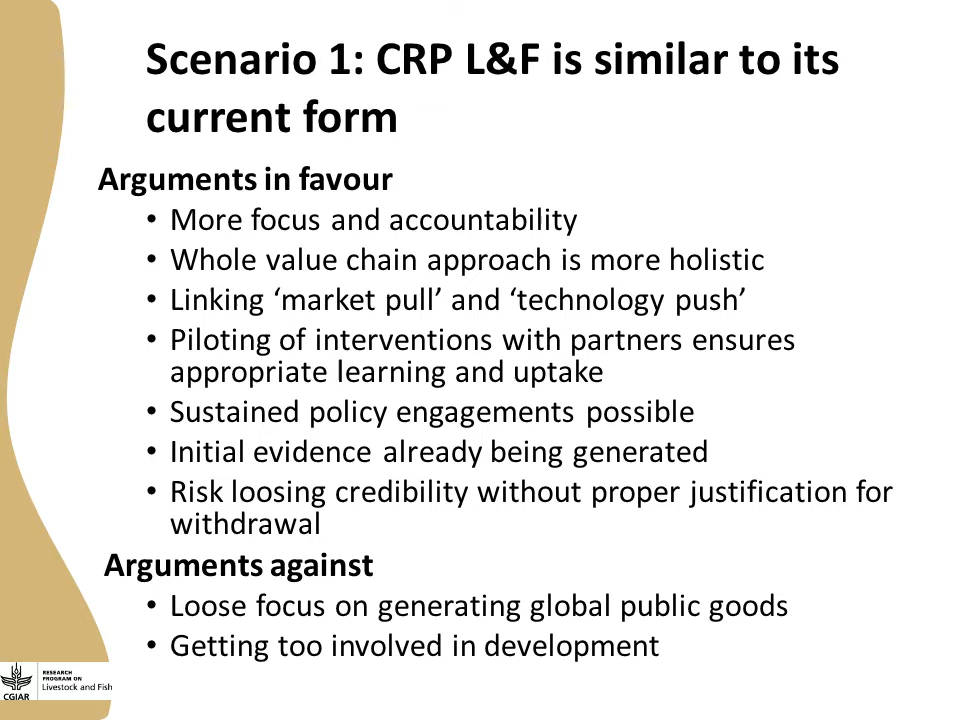 Scenario 1: CRP L&F is similar to its
current form
Arguments in favour
• More focus and accountability
• Whole value chain approach is more holistic
• Linking ‘market pull’ and ‘technology push’
• Piloting of interventions with partners ensures
appropriate learning and uptake
• Sustained policy engagements possible
• Initial evidence already being generated
• Risk loosing credibility without proper justification for
withdrawal
Arguments against
• Loose focus on generating global public goods
• Getting too involved in development
RESEARCH
PROGRAM ON
Livestock and Fish
CGIAR